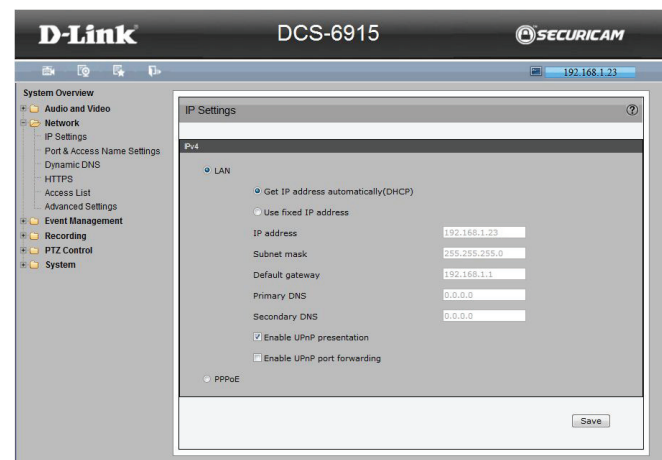 D-Link
DCS-6915
SECURICAM
192.168.1.23
System Overview
Audio and Video
Network
IP Settings
Port & Access Name Settings
Dynamic DNS
HTTPS
Access List
Advanced Settings
Event Management
Recording
PTZ Control
System
IP Settings
?
IPv4
LAN
Get IP address automatically(DHCP)
Use fixed IP address
IP address 192.168.1.23
Subnet mask 255.255.255.0
Default gateway 192.168.1.1
Primary DNS 0.0.0.0
Secondary DNS 0.0.0.0
Enable UPnP presentation
Enable UPnP port forwarding
PPPoE
Save